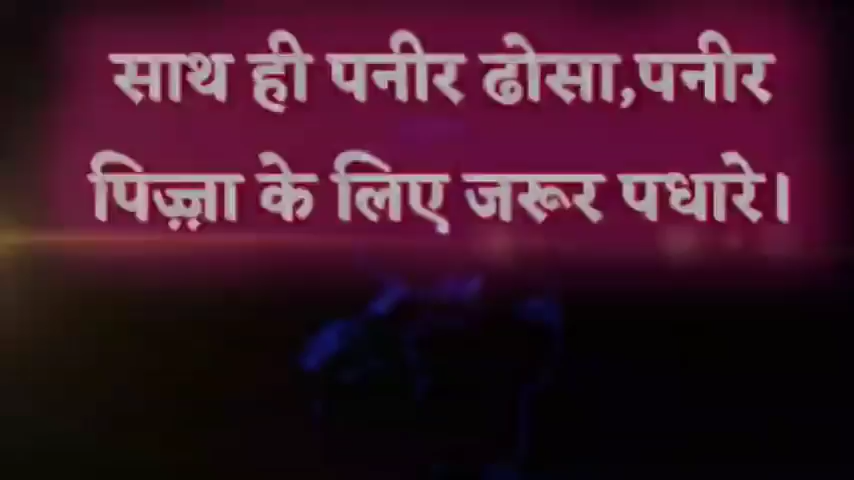 साथ ही पनीर ढोसा,पनीर
पिज़्ज़ा के लिए जरूर पधारे।